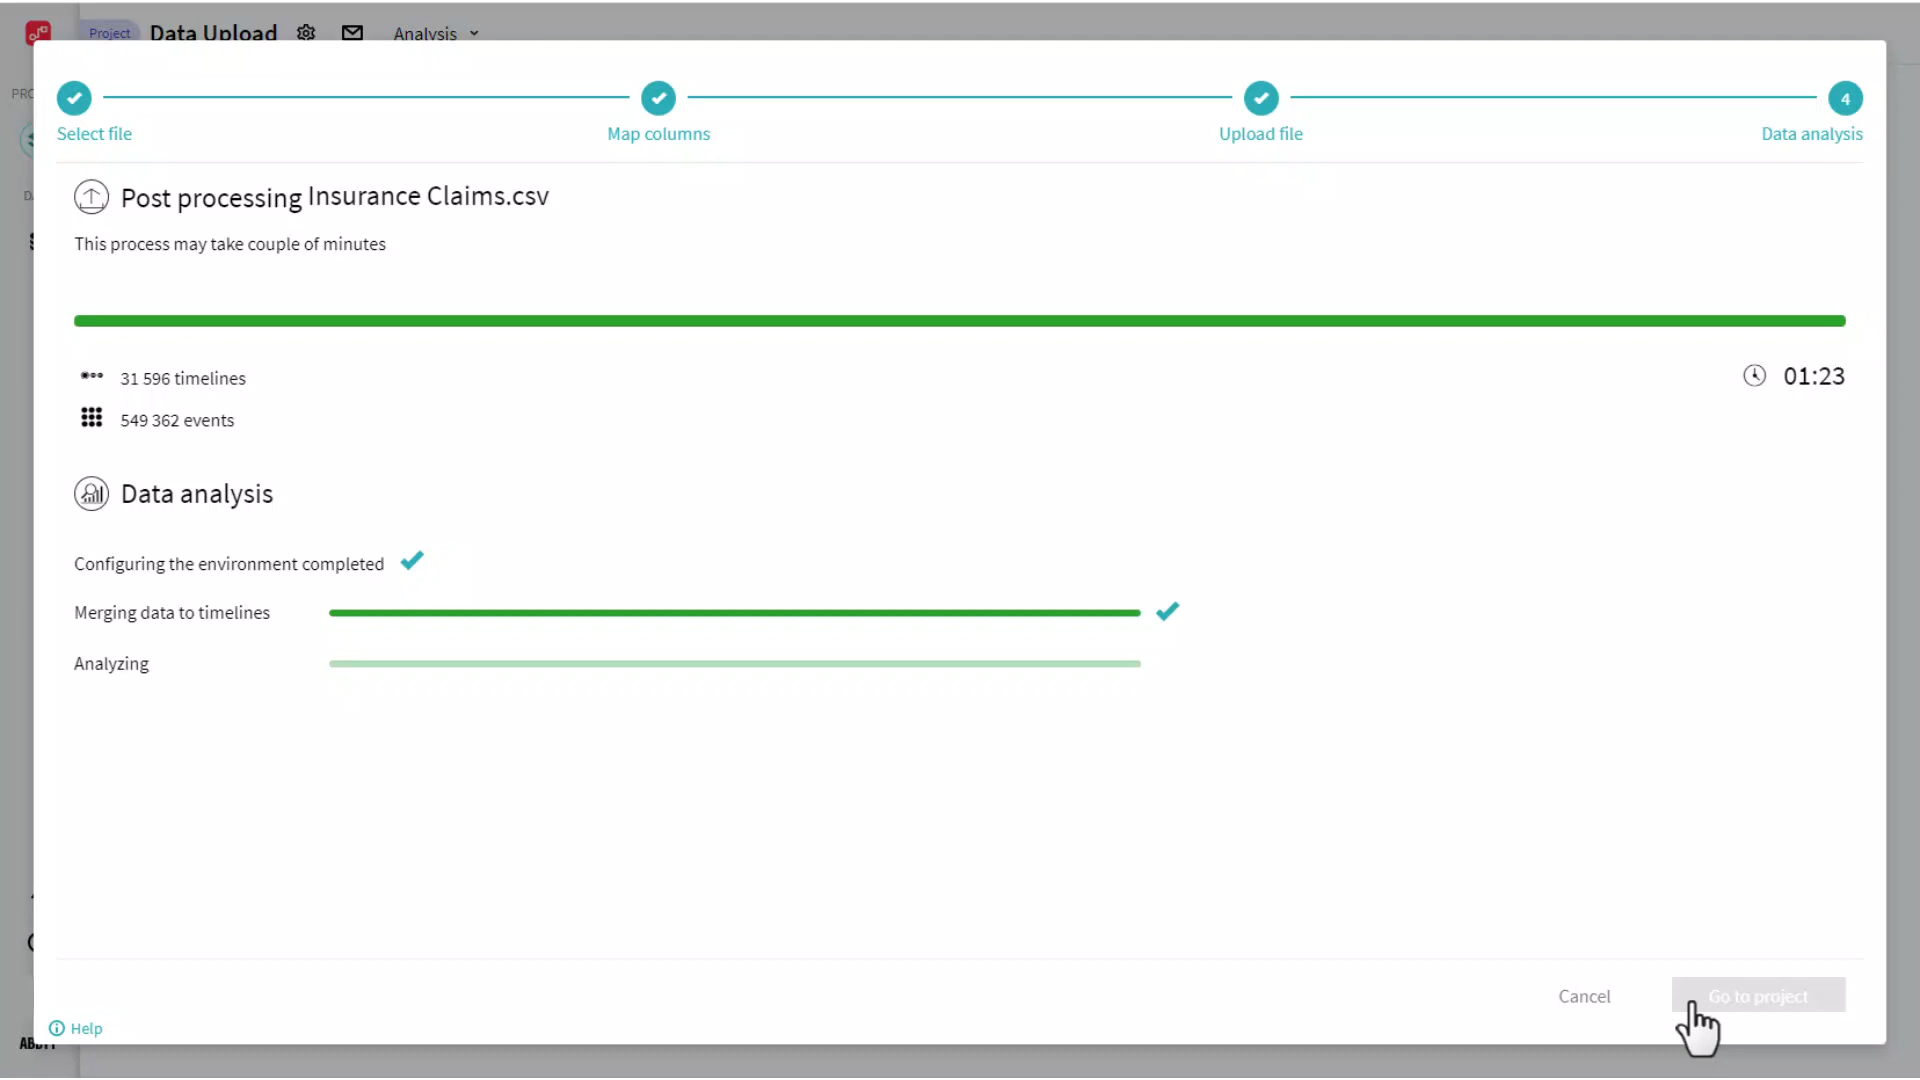 Project Data Upload Analysis
PRO
4
Select file Map columns Upload file Data analysis
Post processing Insurance Claims.csv
This process may take couple of minutes
31 596 timelines
01:23
549 362 events
Data analysis
Configuring the environment completed
Merging data to timelines
Analyzing
Cancel
Go to project
Help